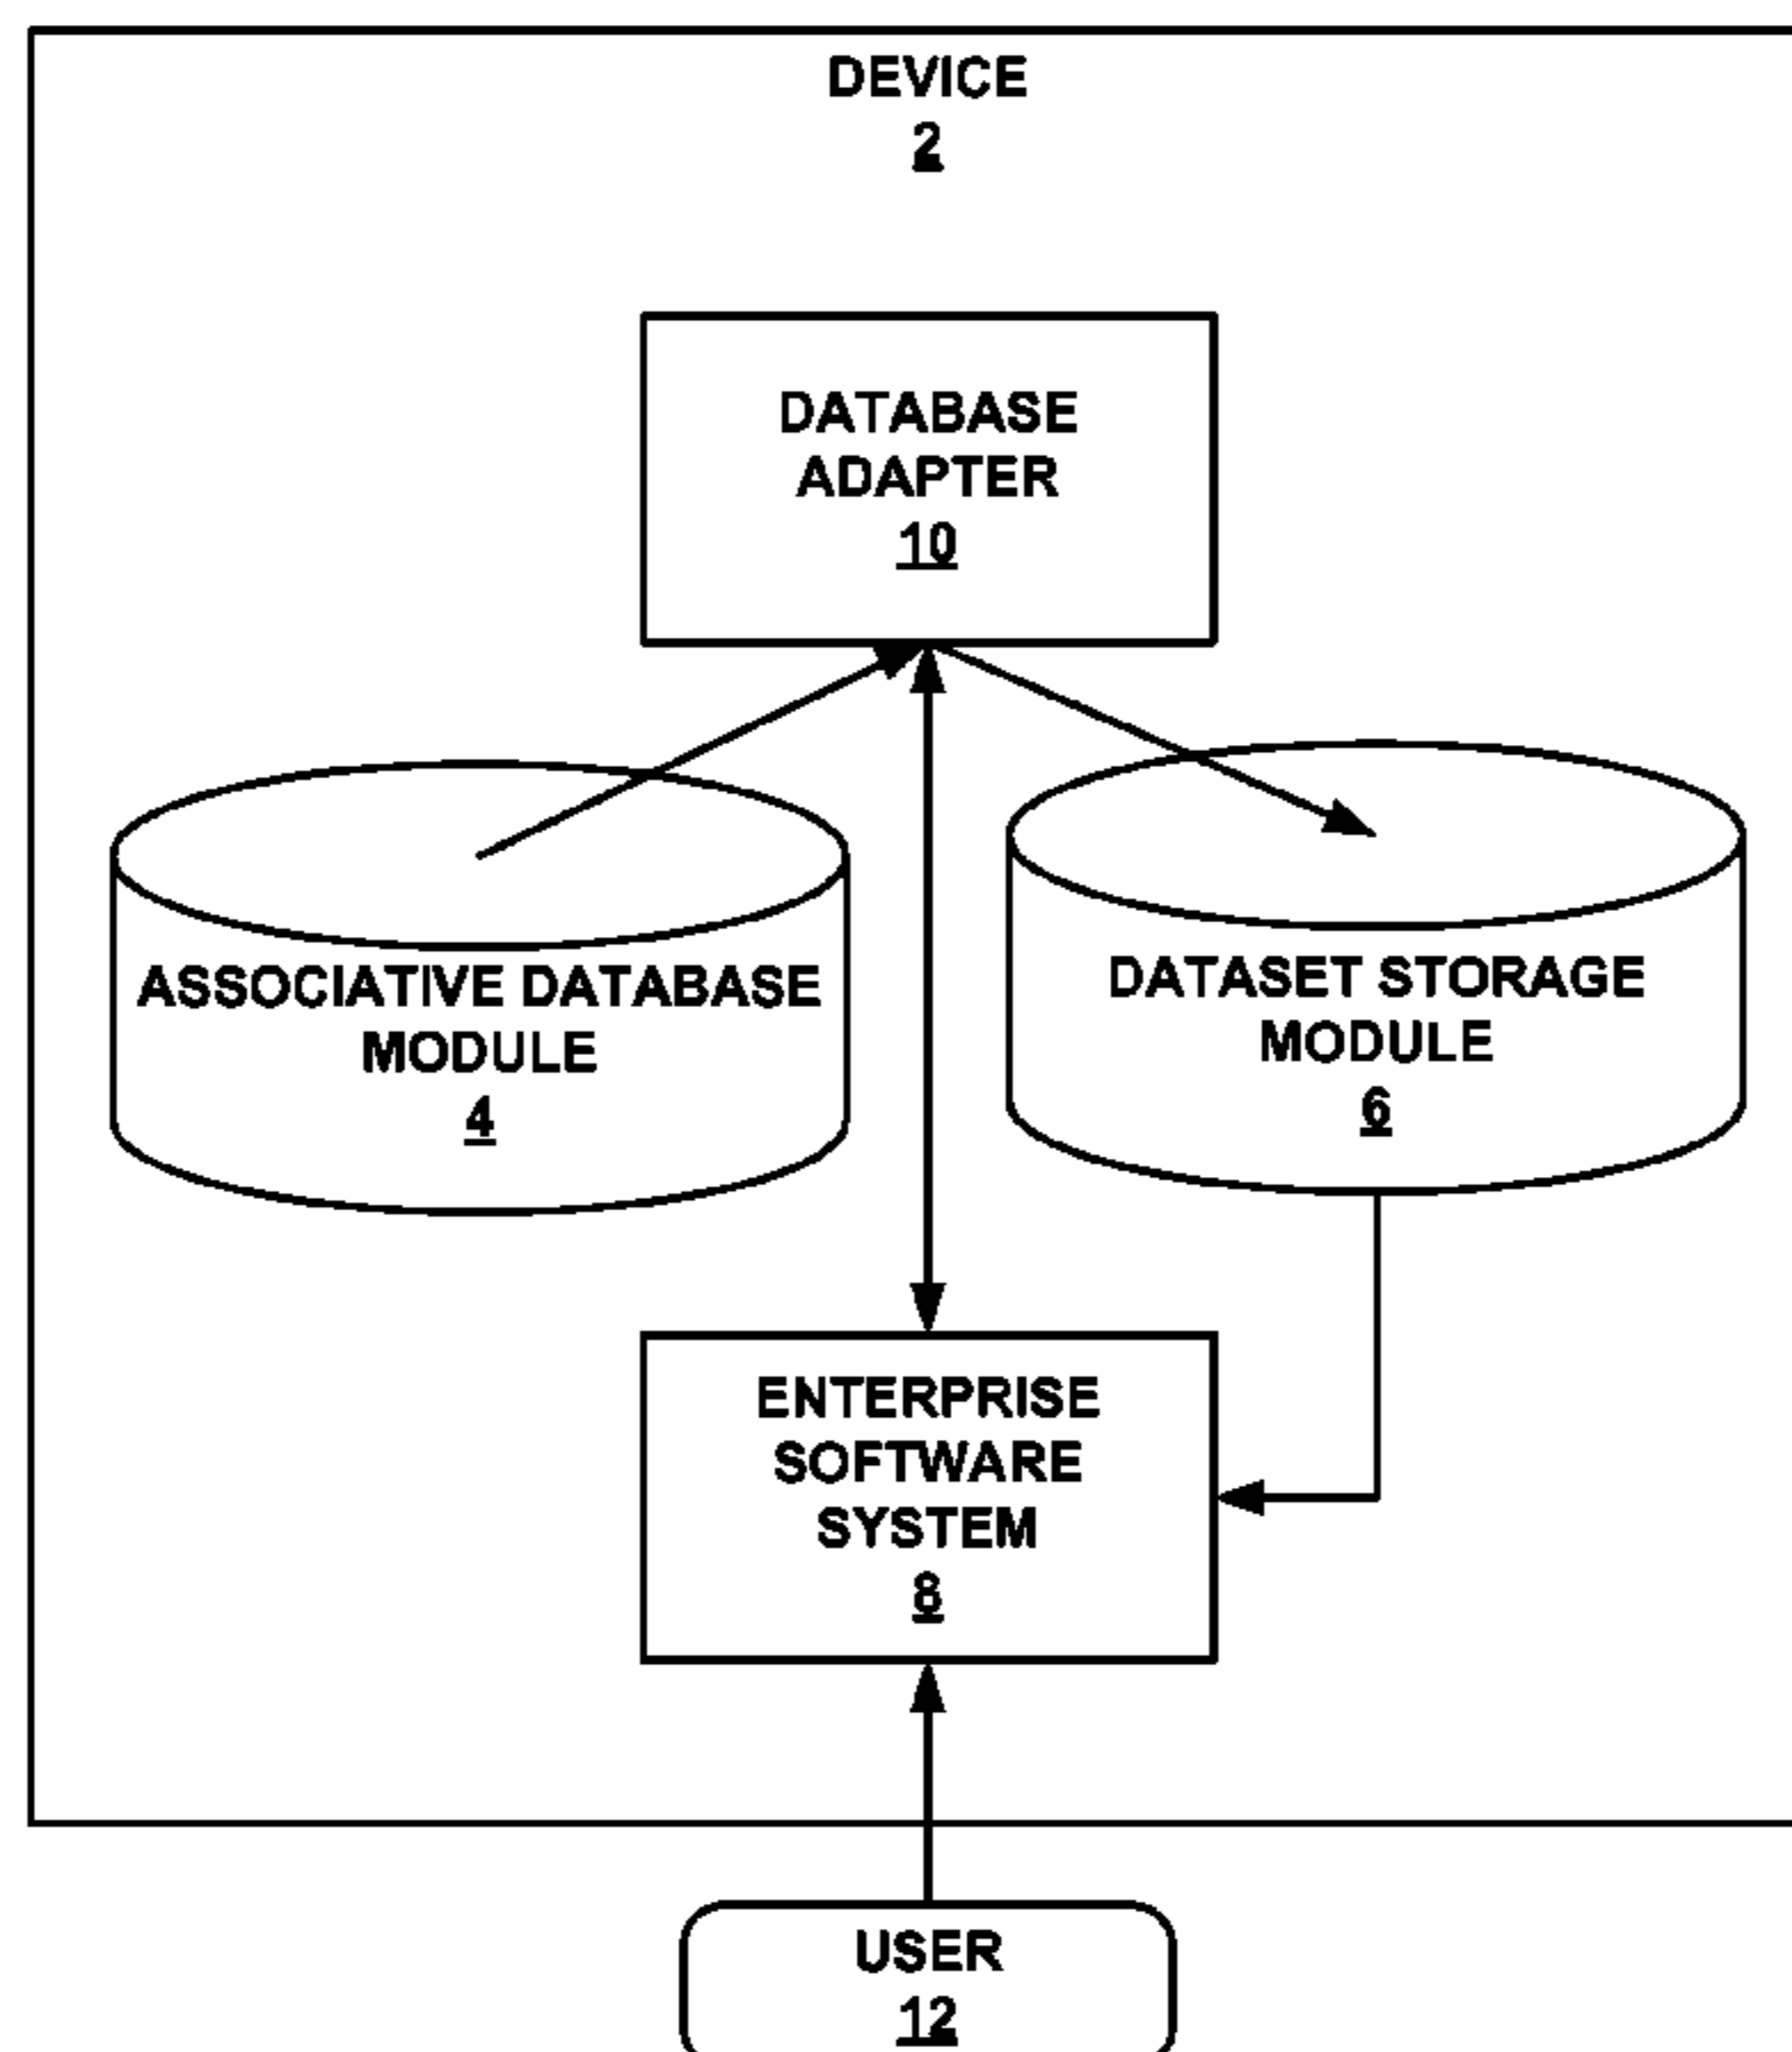 DEVICE
2
DATABASE
ADAPTER
10
ASSOCIATIVE DATABASE
MODULE
4
DATASET STORAGE
MODULE
6
ENTERPRISE
SOFTWARE
SYSTEM
8
USER
12